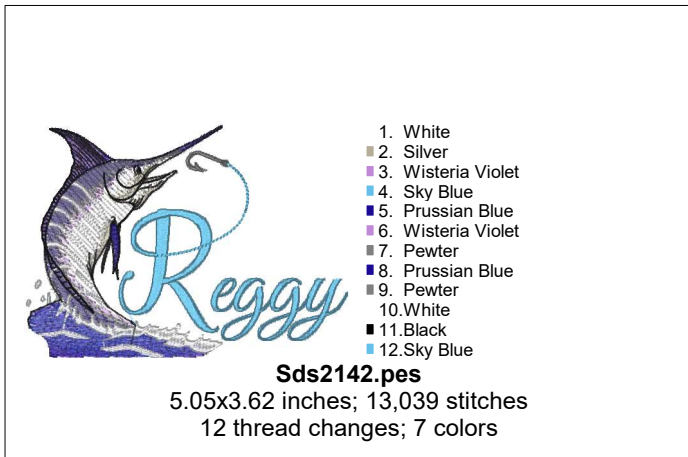 Reggy
1. White
2. Silver
3. Wisteria Violet
4. Sky Blue
5. Prussian Blue
6. Wisteria Violet
7. Pewter
8. Prussian Blue
9. Pewter
10.White
11.Black
12.Sky Blue
Sds2142.pes
5.05x3.62 inches; 13,039 stitches
12 thread changes; 7 colors